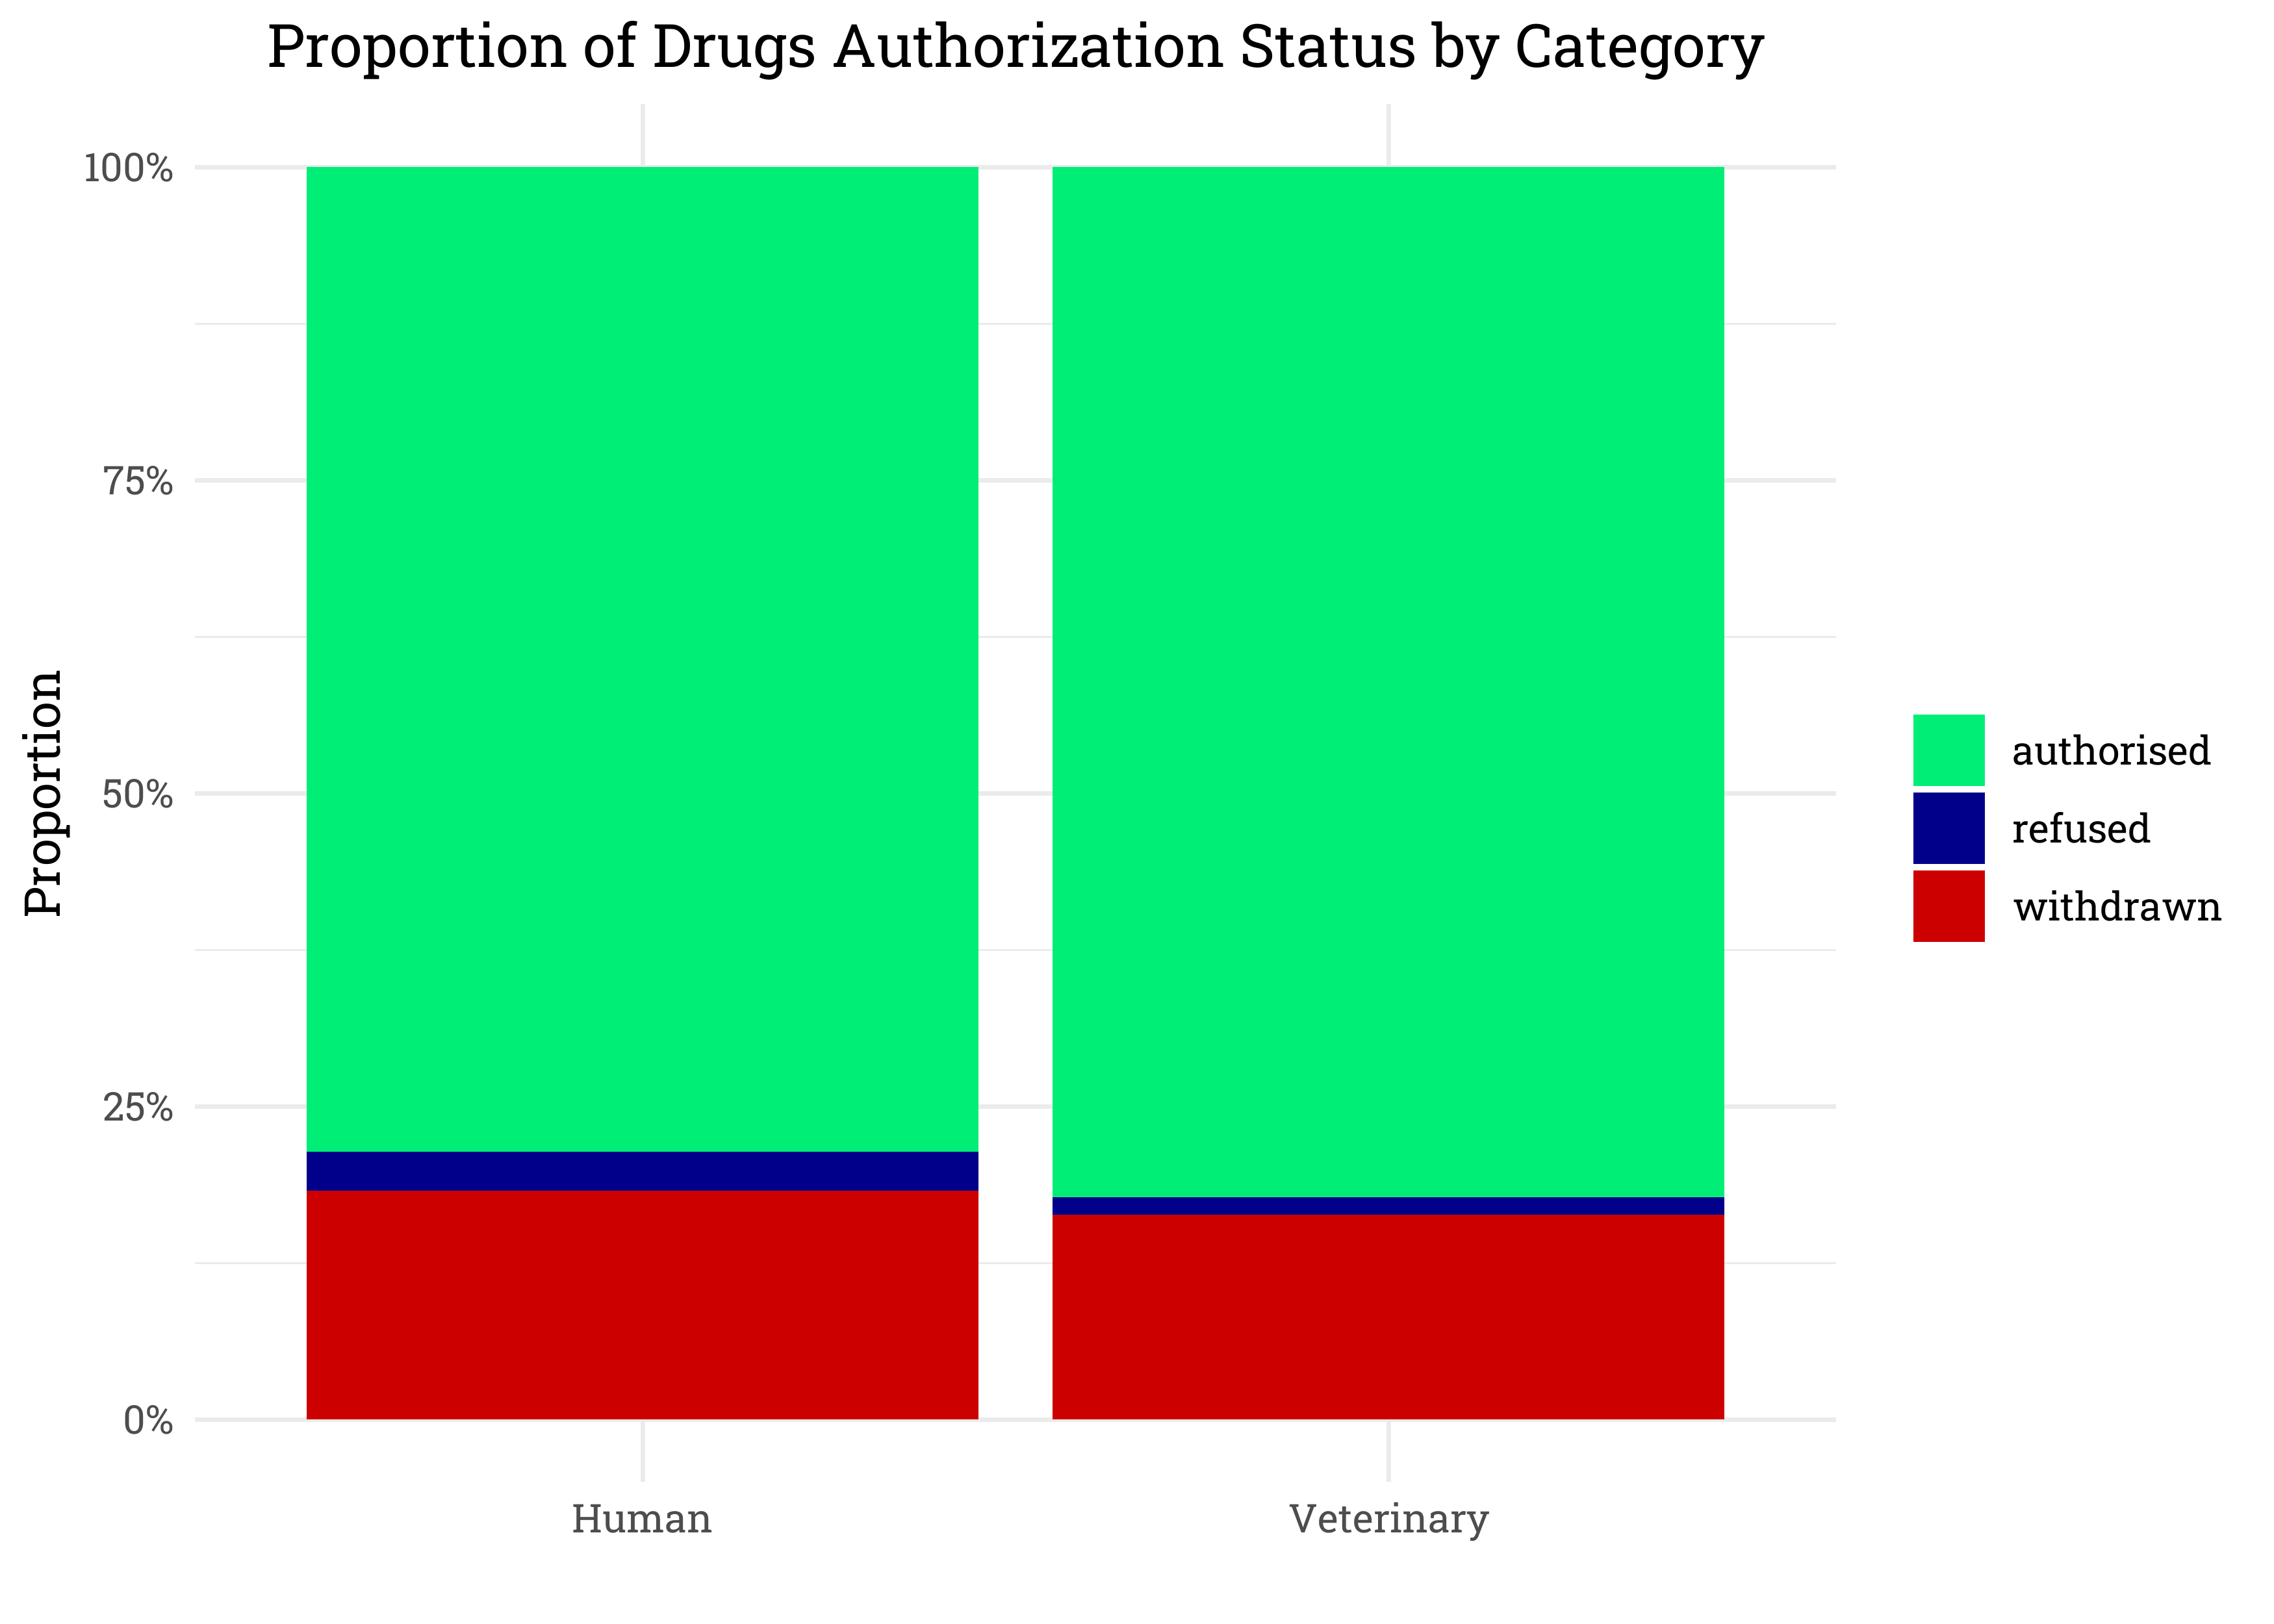 Proportion of Drugs Authorization Status by Category
100%
75%
50%
25%
0%
Proportion
Human
Veterinary
authorised
refused
withdrawn